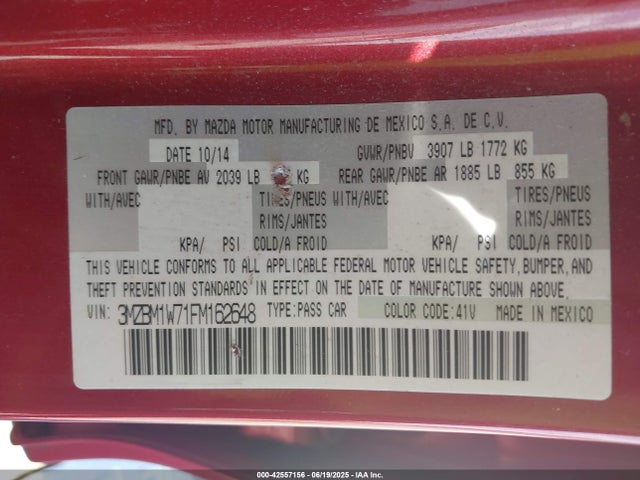 MFD. BY MAZDA MOTOR MANUFACTURING DE MEXICO S.A. DE C.V.
DATE 10/14 GVWR/PNBV 3907 LB 1772 KG
FRONT GAWR/PNBE AV 2039 LB KG REAR GAWR/PNBE AR 1885 LB 855 KG
WITH/AVEC TIRES/PNEUS WITH/AVEC TIRES/PNEUS
RIMS/JANTES RIMS/JANTES
KPA/ PSI COLD/A FROID KPA/ PSI COLD/A FROID
THIS VEHICLE CONFORMS TO ALL APPLICABLE FEDERAL MOTOR VEHICLE SAFETY, BUMPER, AND
THEFT PREVENTION STANDARDS IN EFFECT ON THE DATE OF MANUFACTURE SHOWN ABOVE.
VIN: 3MZBM1W71FM162648 TYPE:PASS CAR COLOR CODE:41V MADE IN MEXICO
000-42557156 - 06/19/2025 - IAA Inc.